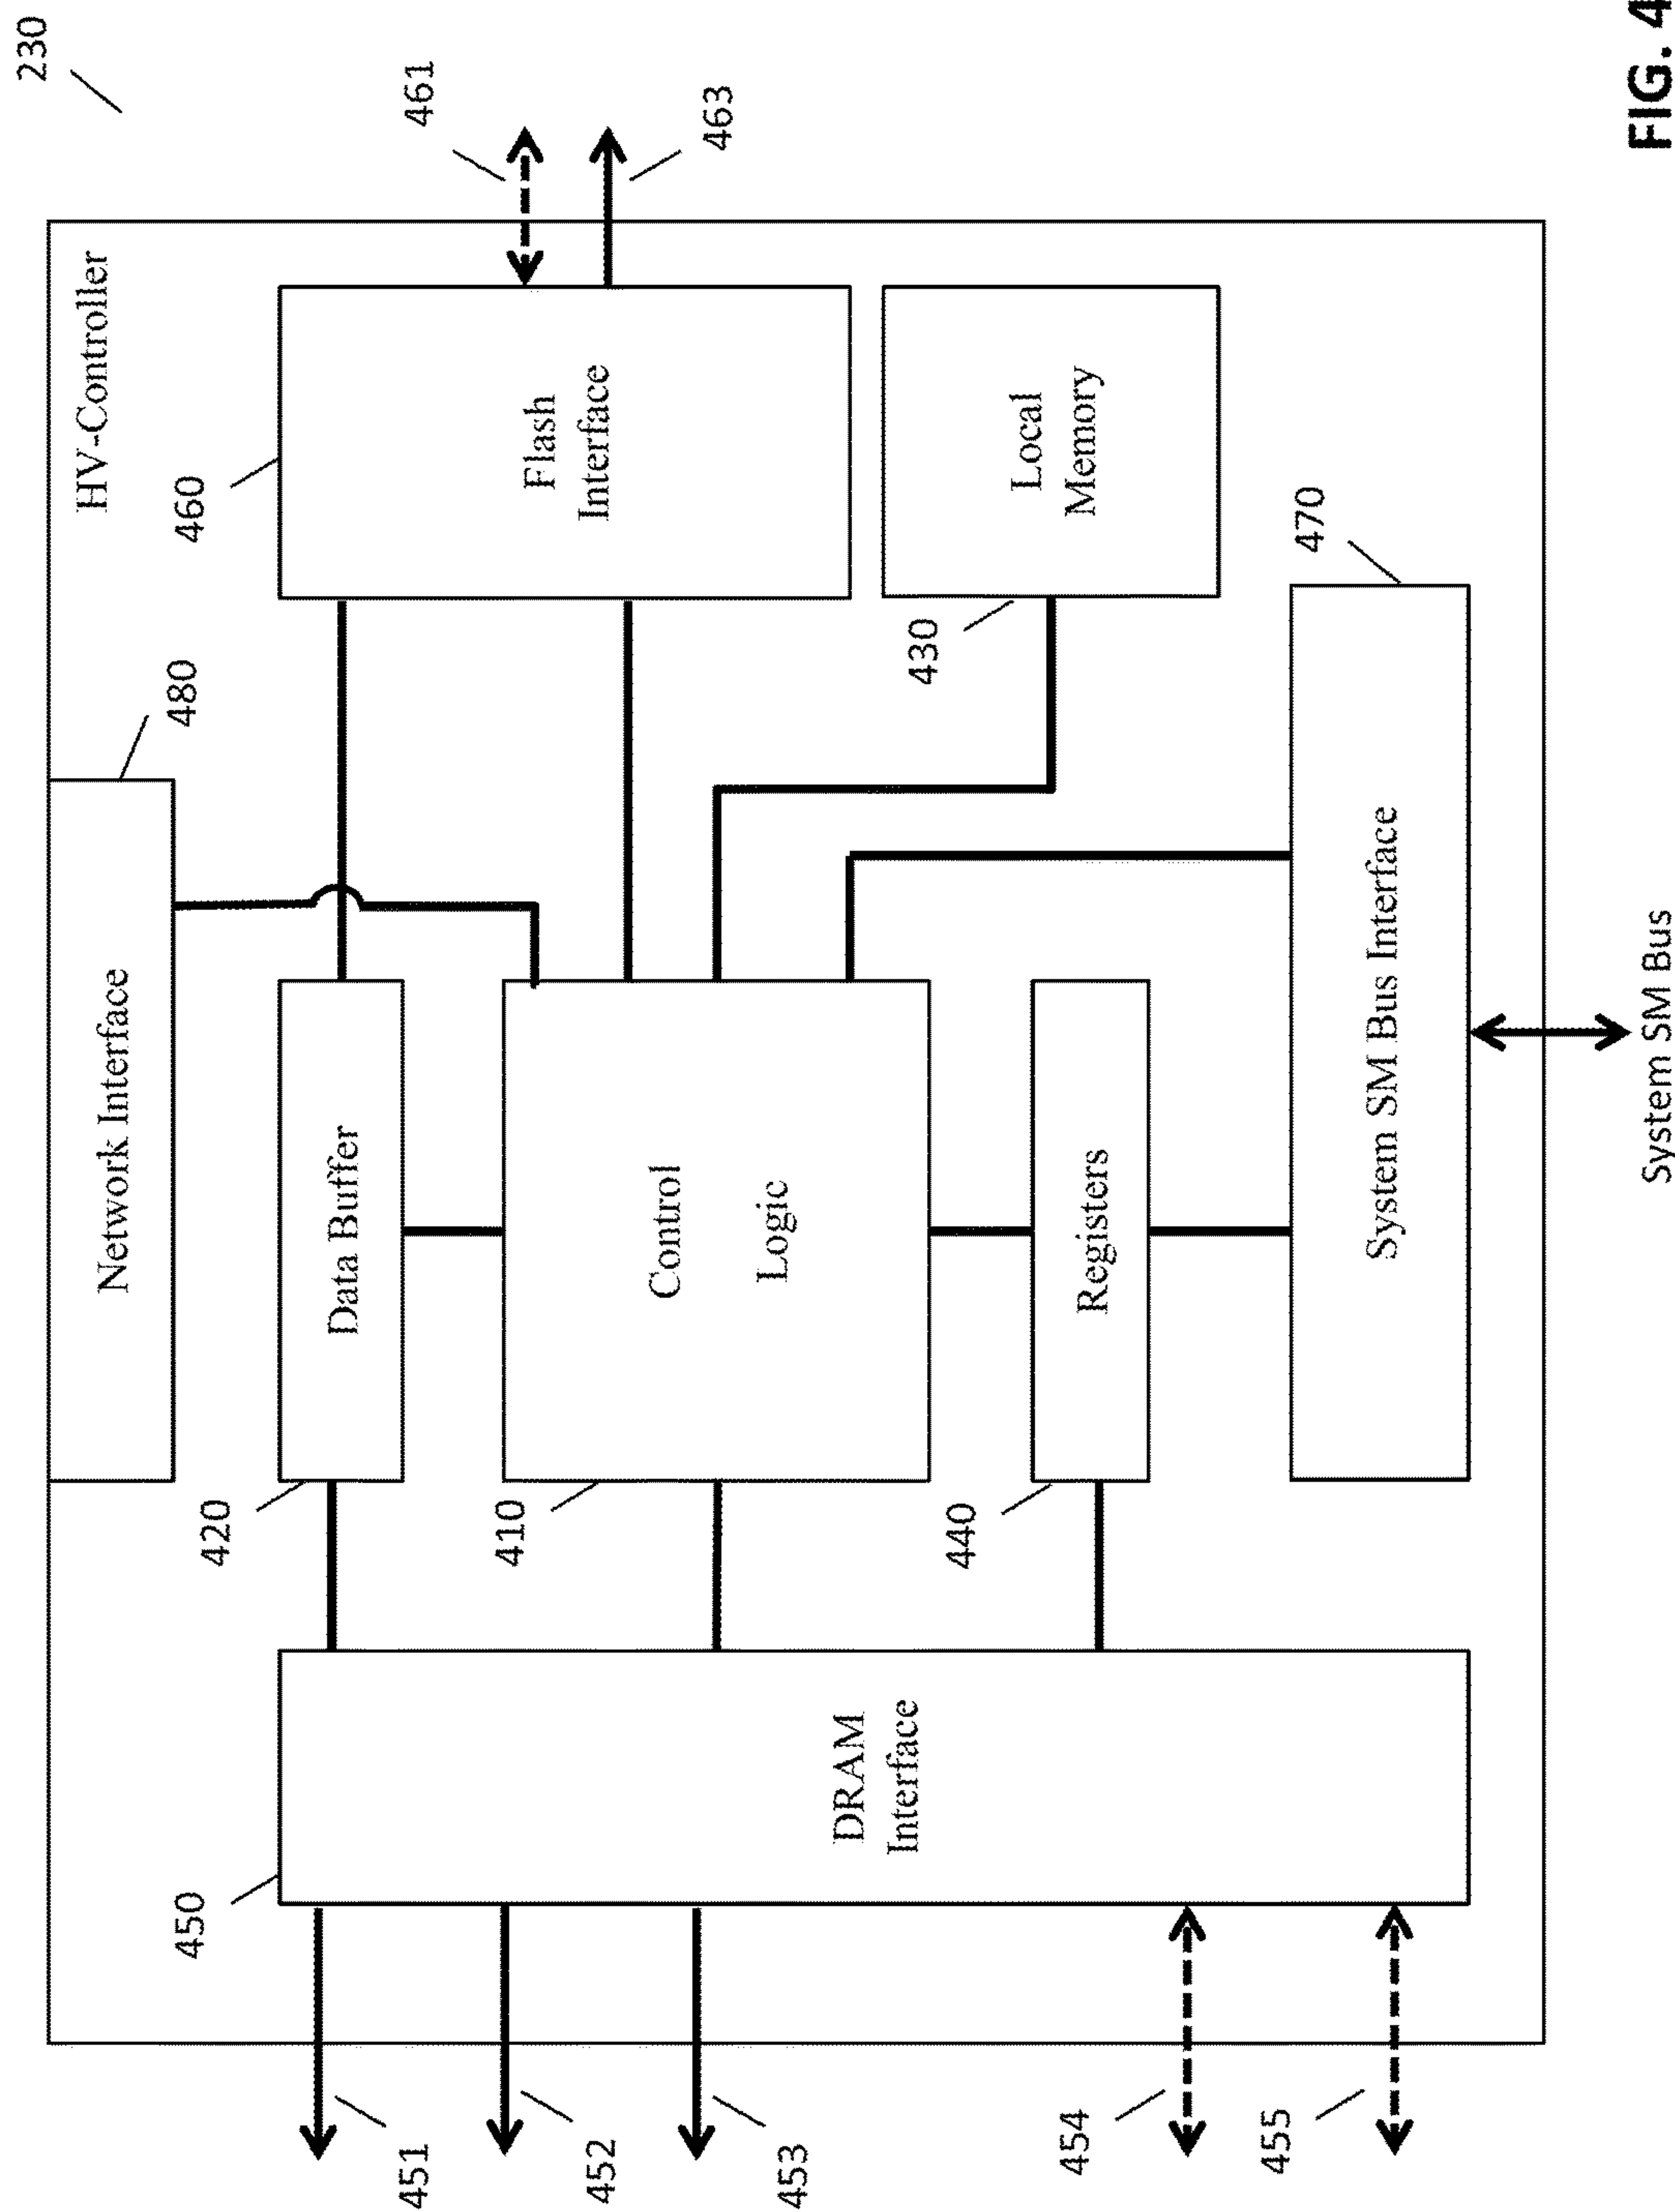 230
HV-Controller
Network Interface
480
450
420
460
Data Buffer
451
461
410
Flash
Interface
452
Control
Logic
463
453
DRAM
Interface
430
440
Local
Memory
454
Registers
455
470
System SM Bus Interface
System SM Bus
FIG. 4